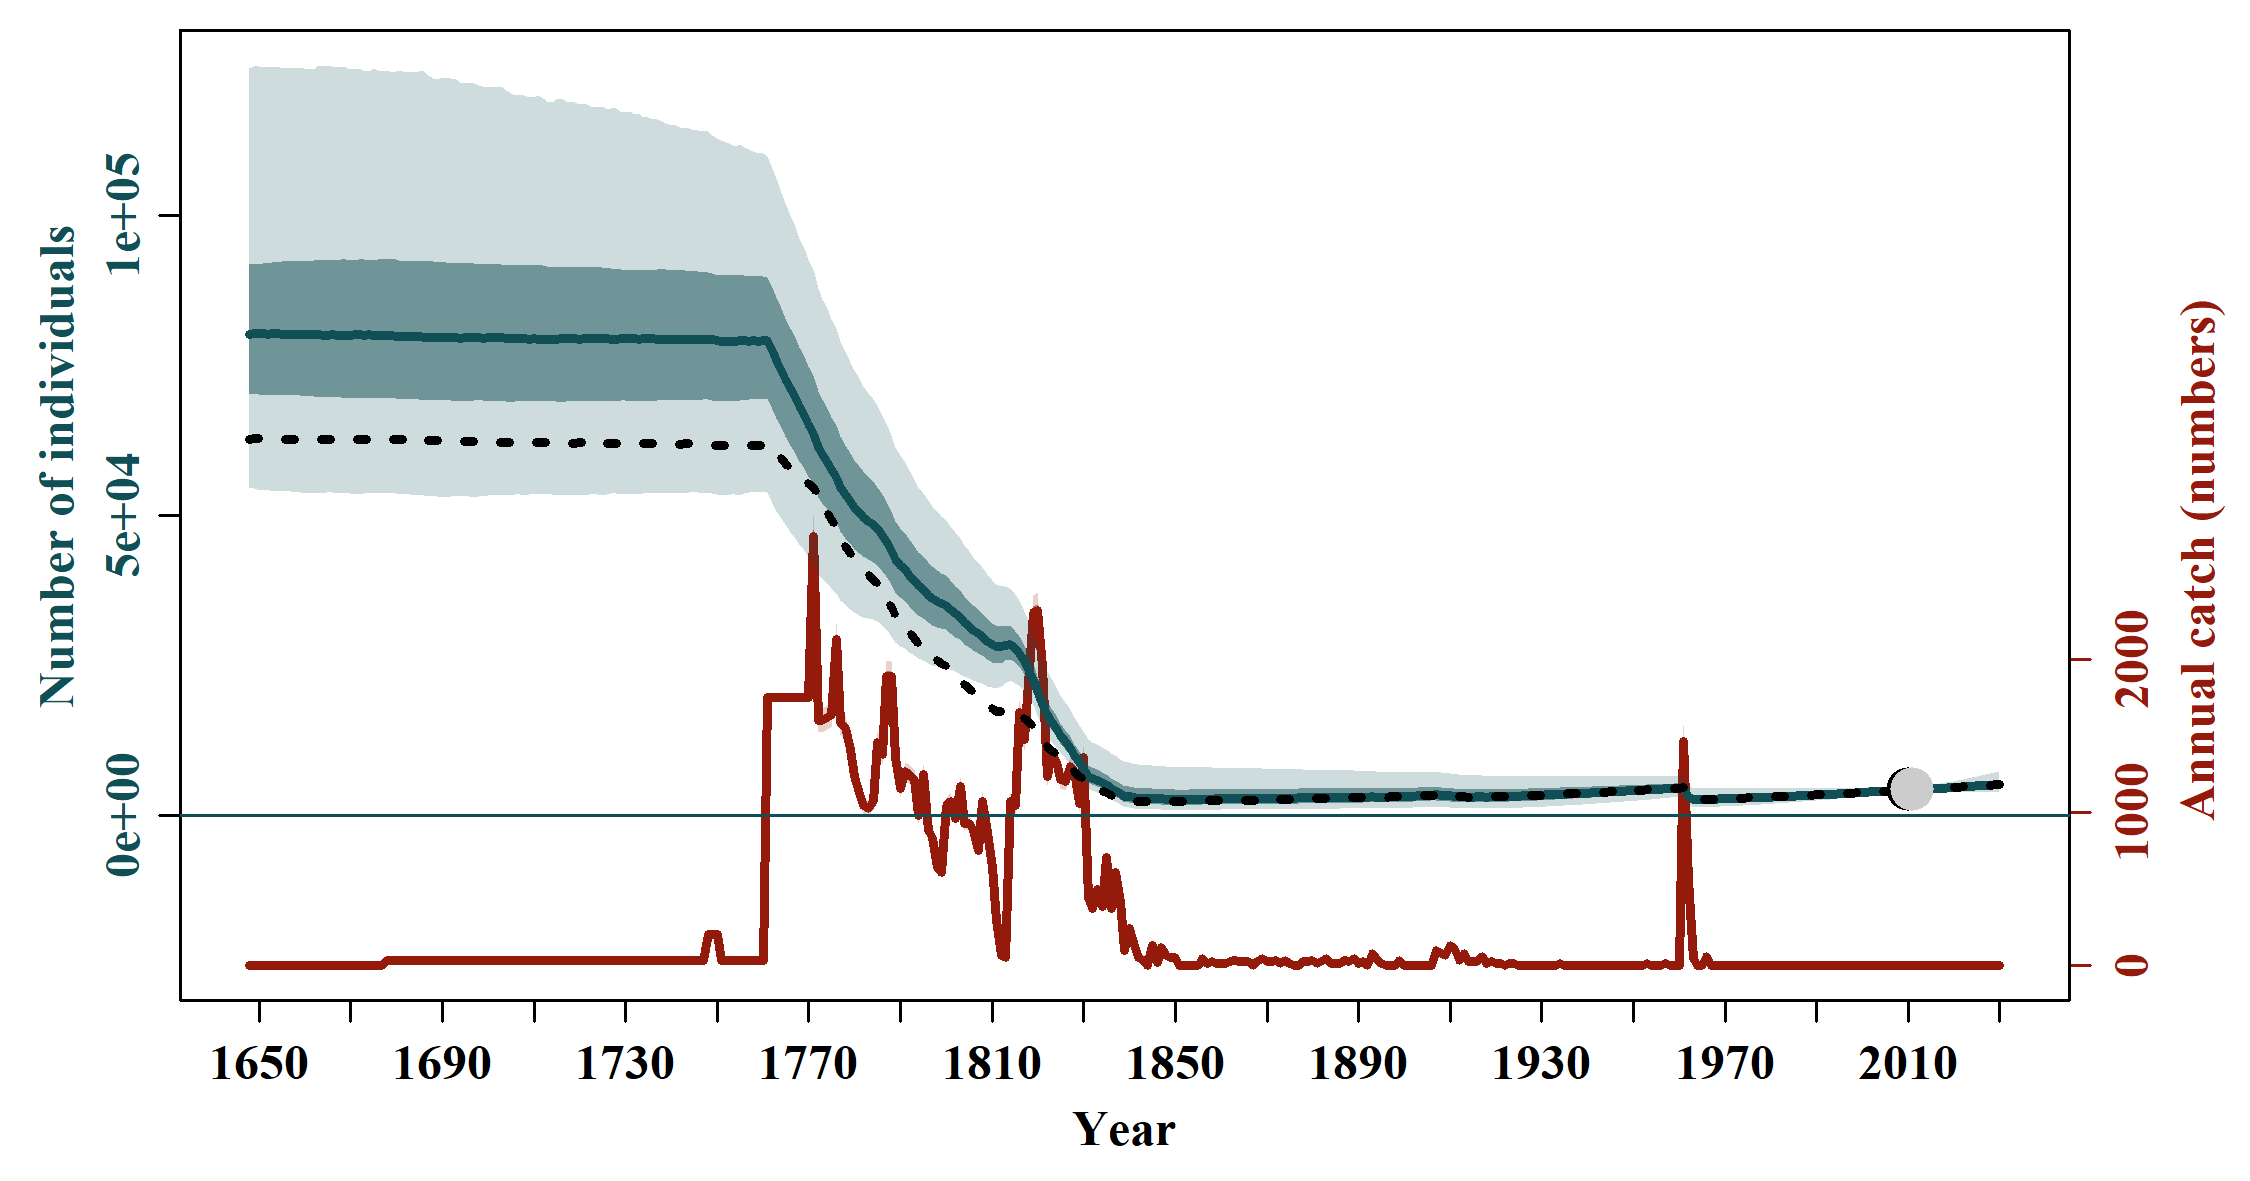 Number of individuals
1e+05
5e+04
0e+00
Annual catch (numbers)
2000
1000
0
1650 1690 1730 1770 1810 1850 1890 1930 1970 2010
Year